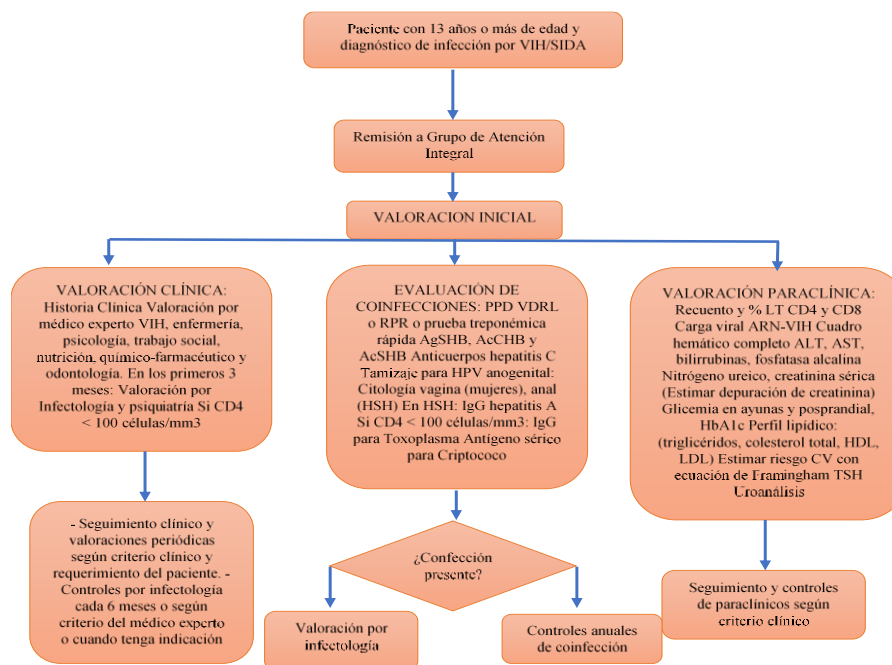 Paciente con 13 años o más de edad y
diagnóstico de infección por VIH/SIDA
Remisión a Grupo de Atención
Integral
VALORACION INICIAL
VALORACIÓN CLÍNICA:
Historia Clínica Valoración por
médico experto VIH, enfermería,
psicología, trabajo social,
nutrición, químico-farmacéutico y
odontología. En los primeros 3
meses: Valoración por
Infectología y psiquiatría Si CD4
< 100 células/mm3
EVALUACIÓN DE
COINFECCIONES: PPD VDRL
o RPR o prueba treponémica
rápida AgSHB, AcCHB y
AcSHB Anticuerpos hepatitis C
Tamizaje para HPV anogenital:
Citología vagina (mujeres), anal
(HSH) En HSH: IgG hepatitis A
Si CD4 < 100 células/mm3: IgG
para Toxoplasma Antígeno sérico
para Criptococo
VALORACIÓN PARACLÍNICA:
Recuento y % LT CD4 y CD8
Carga viral ARN-VIH Cuadro
hemático completo ALT, AST,
bilirrubinas, fosfatasa alcalina
Nitrógeno ureico, creatinina sérica
(Estimar depuración de creatinina)
Glicemia en ayunas y posprandial,
HbA1c Perfil lipídico:
(triglicéridos, colesterol total, HDL,
LDL) Estimar riesgo CV con
ecuación de Framingham TSH
Uroanálisis
- Seguimiento clínico y
valoraciones periódicas
según criterio clínico y
requerimiento del paciente. -
Controles por infectología
cada 6 meses o según
criterio del médico experto
o cuando tenga indicación
¿Confección
presente?
Valoración por
infectología
Controles anuales
de coinfección
Seguimiento y controles
de paraclínicos según
criterio clínico